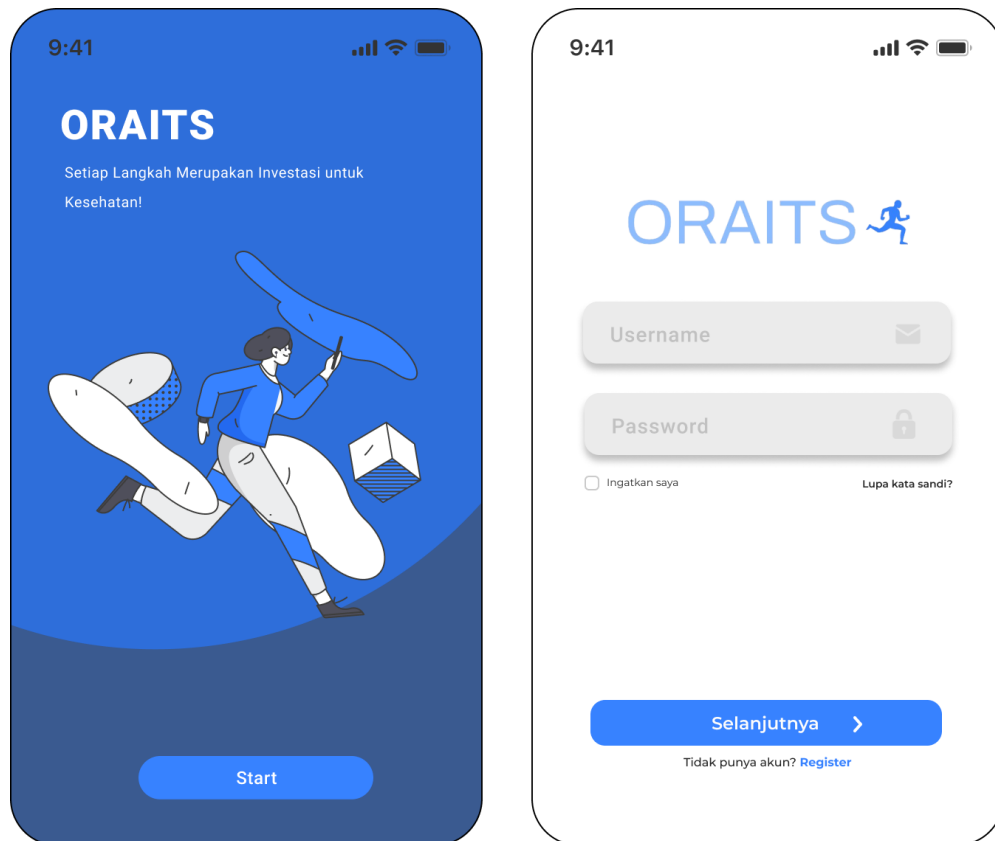 9:41
ORAITS
Setiap Langkah Merupakan Investasi untuk
Kesehatan!
Start
9:41
ORAITS
Username
Password
Ingatkan saya
Lupa kata sandi?
Selanjutnya
Tidak punya akun? Register